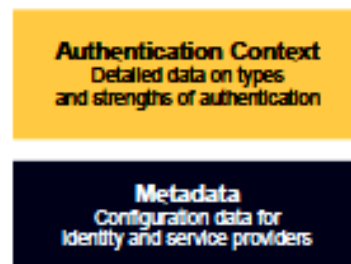 Authentication Context
Detailed data on types
and strengths of authentication
Metadata
Configuration data for
identity and service providers